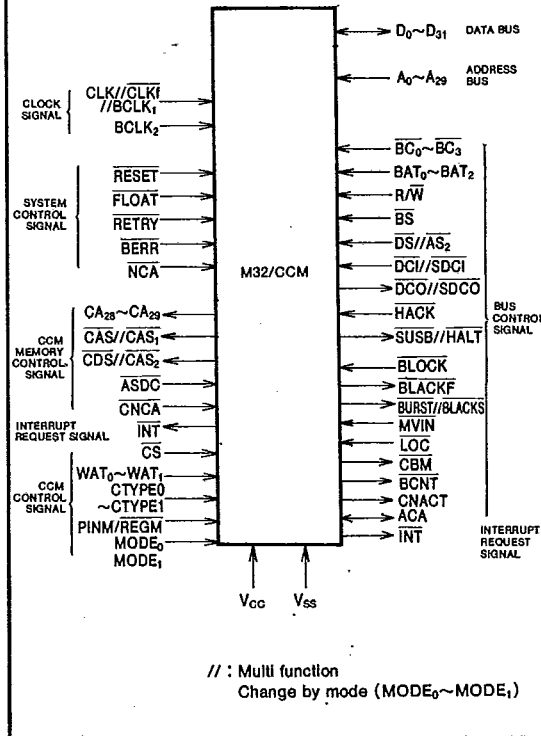 D₀~D₃₁ DATA BUS
A₀~A₂₉ ADDRESS BUS
CLOCK SIGNAL
CLK//CLKf
//BCLK₁
BCLK₂
SYSTEM CONTROL SIGNAL
RESET
FLOAT
RETRY
BERR
NCA
CCM MEMORY CONTROL SIGNAL
CA₂₈~CA₂₉
CAS//CAS₁
CDS//CAS₂
ASDC
CNCA
INTERRUPT REQUEST SIGNAL
INT
CCM CONTROL SIGNAL
CS
WAT₀~WAT₁
CTYPE0
~CTYPE1
PINM/REGM
MODE₀
MODE₁
M32/CCM
BC₀~BC₃
BAT₀~BAT₂
R/W
BS
DS//AS₂
DCI//SDCI
DCO//SDCO
HACK
SUSB//HALT
BLOCK
BLACKF
BURST//BLACKS
MVIN
LOC
CBM
BCNT
CNACT
ACA
BUS CONTROL SIGNAL
INT
INTERRUPT REQUEST SIGNAL
V_CC V_SS
// : Multi function
Change by mode (MODE₀~MODE₁)